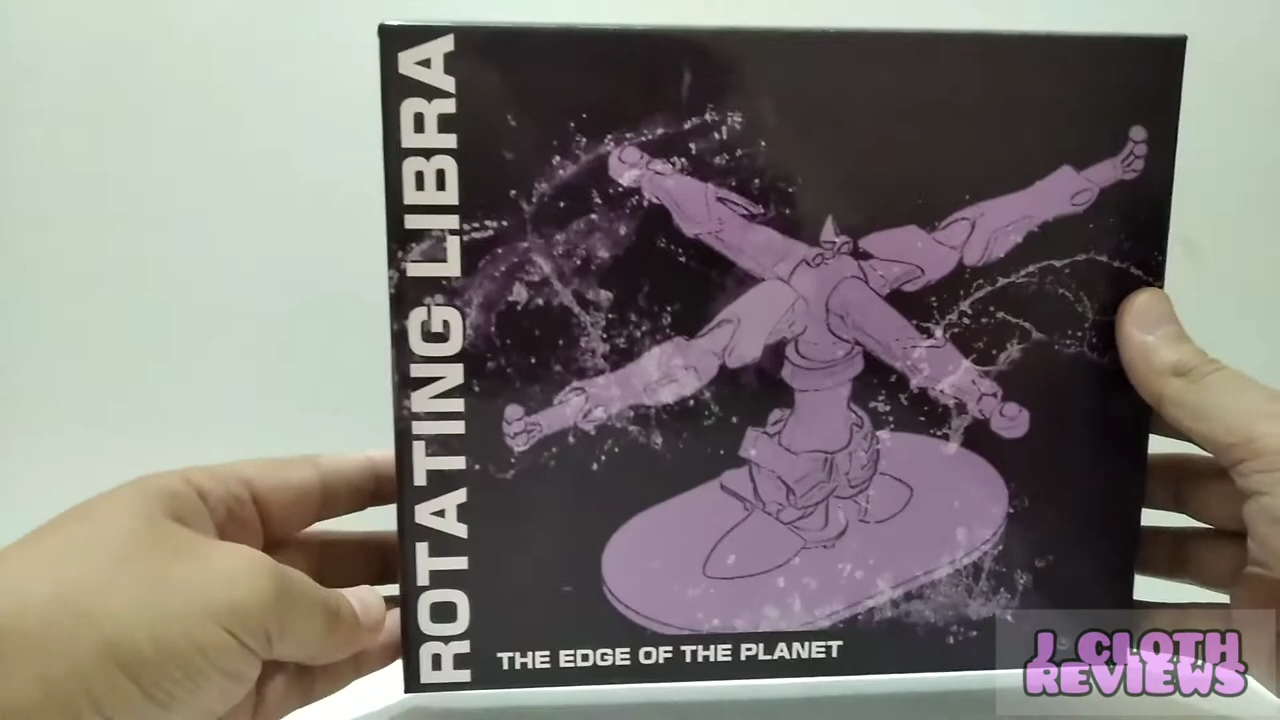 ROTATING LIBRA
THE EDGE OF THE PLANET
J CLOTH
REVIEWS